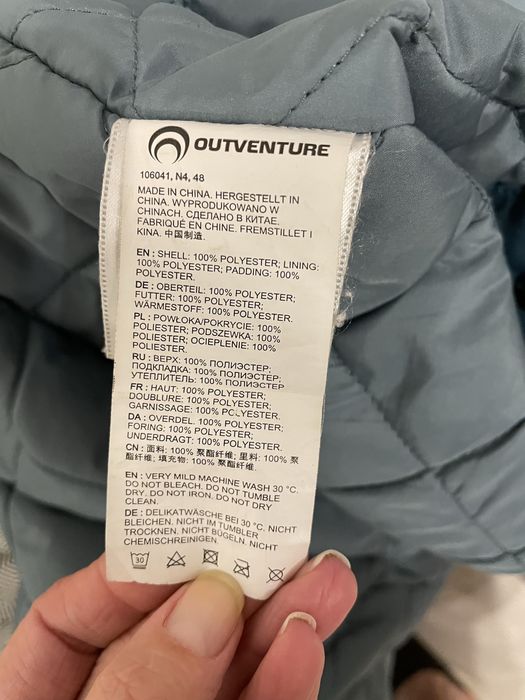 OUTVENTURE
106041, N4, 48
MADE IN CHINA. HERGESTELLT IN
CHINA. WYPRODUKOWANO W
CHINACH. СДЕЛАНО В КИТАЕ.
FABRIQUÉ EN CHINE. FREMSTILLET I
KINA. 中国制造.
EN : SHELL: 100% POLYESTER; LINING:
100% POLYESTER; PADDING: 100%
POLYESTER.
DE : OBERTEIL: 100% POLYESTER;
FUTTER: 100% POLYESTER;
WÄRMESTOFF: 100% POLYESTER.
PL : POWŁOKA/POKRYCIE: 100%
POLIESTER; PODSZEWKA: 100%
POLIESTER; OCIEPLENIE: 100%
POLIESTER.
RU : ВЕРХ: 100% ПОЛИЭСТЕР;
ПОДКЛАДКА: 100% ПОЛИЭСТЕР;
УТЕПЛИТЕЛЬ: 100% ПОЛИЭСТЕР
FR : HAUT: 100% POLYESTER;
DOUBLURE: 100% POLYESTER;
GARNISSAGE: 100% POLYESTER.
DA : OVERDEL: 100% POLYESTER;
FORING: 100% POLYESTER;
UNDERDRAGT: 100% POLYESTER.
CN : 面料: 100% 聚酯纤维; 里料: 100% 聚
酯纤维; 填充物: 100% 聚酯纤维.
EN : VERY MILD MACHINE WASH 30 °C.
DO NOT BLEACH. DO NOT TUMBLE
DRY. DO NOT IRON. DO NOT DRY
CLEAN.
DE : DELIKATWÄSCHE BEI 30 °C. NICHT
BLEICHEN. NICHT IM TUMBLER
TROCKNEN. NICHT BÜGELN. NICHT
CHEMISCHREINIGEN.
30